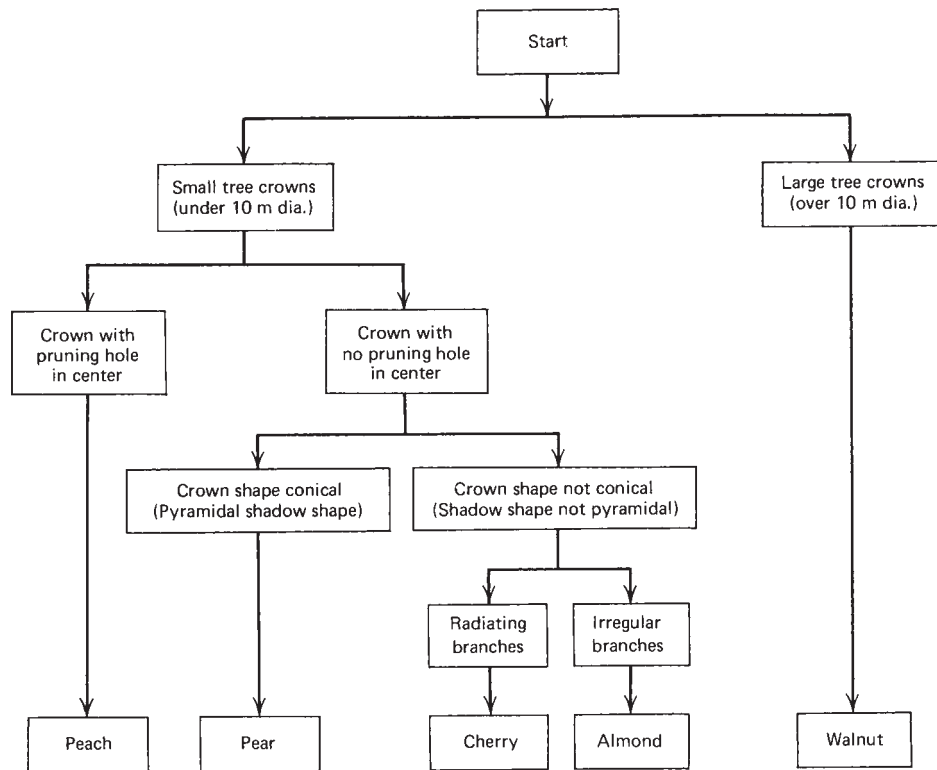 Start
Small tree crowns
(under 10 m dia.)
Large tree crowns
(over 10 m dia.)
Crown with
pruning hole
in center
Crown with
no pruning hole
in center
Crown shape conical
(Pyramidal shadow shape)
Crown shape not conical
(Shadow shape not pyramidal)
Radiating
branches
Irregular
branches
Peach
Pear
Cherry
Almond
Walnut